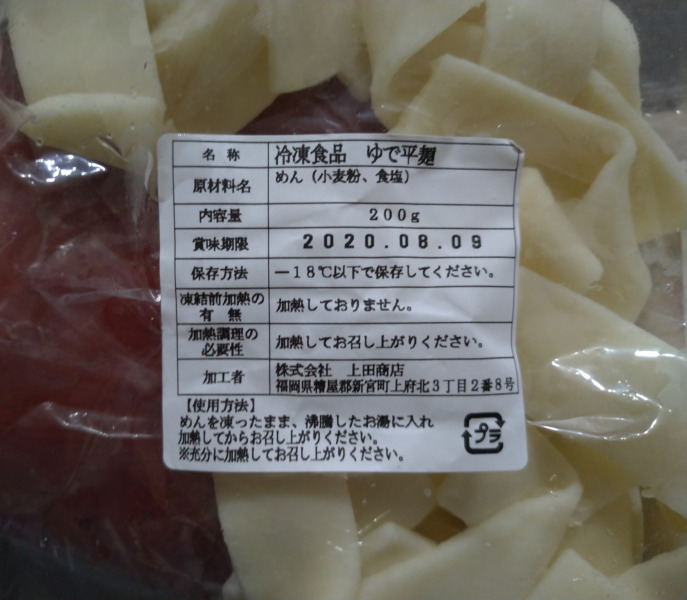 名称 冷凍食品 ゆで平麺
原材料名 めん（小麦粉、食塩）
内容量 200g
賞味期限 2020.08.09
保存方法 －18℃以下で保存してください。
凍結前加熱の
有無 加熱しておりません。
加熱調理の
必要性 加熱してお召し上がりください。
加工者 株式会社 上田商店
福岡県糟屋郡新宮町上府北3丁目2番8号
【使用方法】
めんを凍ったまま、沸騰したお湯に入れ
加熱してからお召し上がりください。
※充分に加熱してお召し上がりください。
プラ